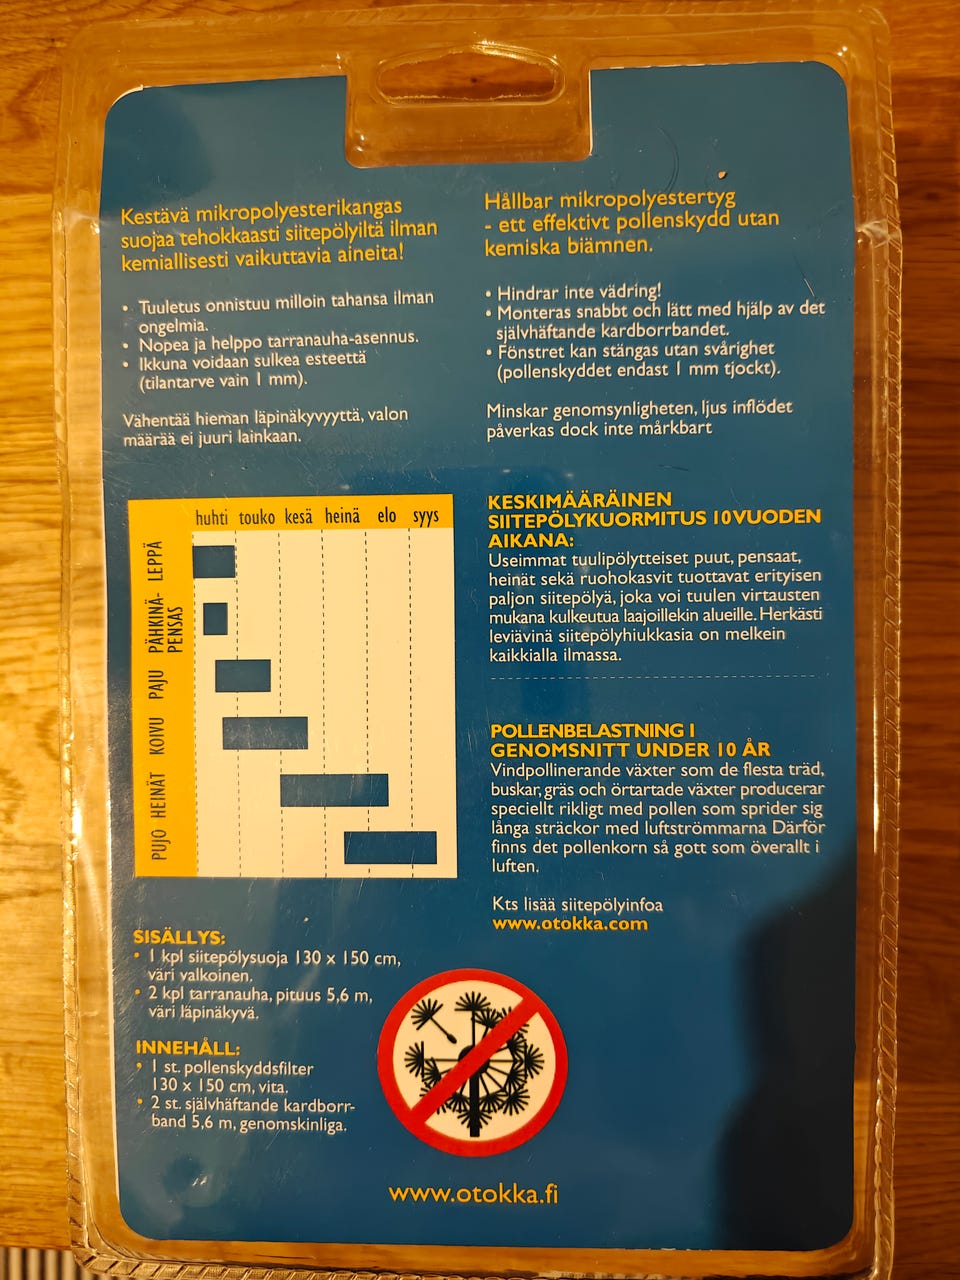 Kestävä mikropolyesterikangas
suojaa tehokkaasti siitepölyiltä ilman
kemiallisesti vaikuttavia aineita!
• Tuuletus onnistuu milloin tahansa ilman
ongelmia.
• Nopea ja helppo tarranauha-asennus.
• Ikkuna voidaan sulkea esteettä
(tilantarve vain 1 mm).
Vähentää hieman läpinäkyvyyttä, valon
määrää ei juuri lainkaan.
Hållbar mikropolyestertyg
- ett effektivt pollenskydd utan
kemiska biämnen.
• Hindrar inte vädring!
• Monteras snabbt och lätt med hjälp av det
självhäftande kardborrbandet.
• Fönstret kan stängas utan svårighet
(pollenskyddet endast 1 mm tjockt).
Minskar genomsynligheten, ljus inflödet
påverkas dock inte mårkbart
huhti touko kesä heinä elo syys
LEPPÄ
PÄHKINÄ-
PENSAS
PAJU
KOIVU
HEINÄT
PUJO
KESKIMÄÄRÄINEN
SIITEPÖLYKUORMITUS 10 VUODEN
AIKANA:
Useimmat tuulipölytteiset puut, pensaat,
heinät sekä ruohokasvit tuottavat erityisen
paljon siitepölyä, joka voi tuulen virtausten
mukana kulkeutua laajoillekin alueille. Herkästi
leviävinä siitepölyhiukkasia on melkein
kaikkialla ilmassa.
POLLENBELASTNING I
GENOMSNITT UNDER 10 ÅR
Vindpollinerande växter som de flesta träd,
buskar, gräs och örtartade växter producerar
speciellt rikligt med pollen som sprider sig
långa sträckor med luftströmmarna Därför
finns det pollenkorn så gott som överallt i
luften.
Kts lisää siitepölyinfoa
www.otokka.com
SISÄLLYS:
• 1 kpl siitepölysuoja 130 x 150 cm,
väri valkoinen.
• 2 kpl tarranauha, pituus 5,6 m,
väri läpinäkyvä.
INNEHÅLL:
• 1 st. pollenskyddsfilter
130 x 150 cm, vita.
• 2 st. självhäftande kardborr-
band 5,6 m, genomskinliga.
www.otokka.fi